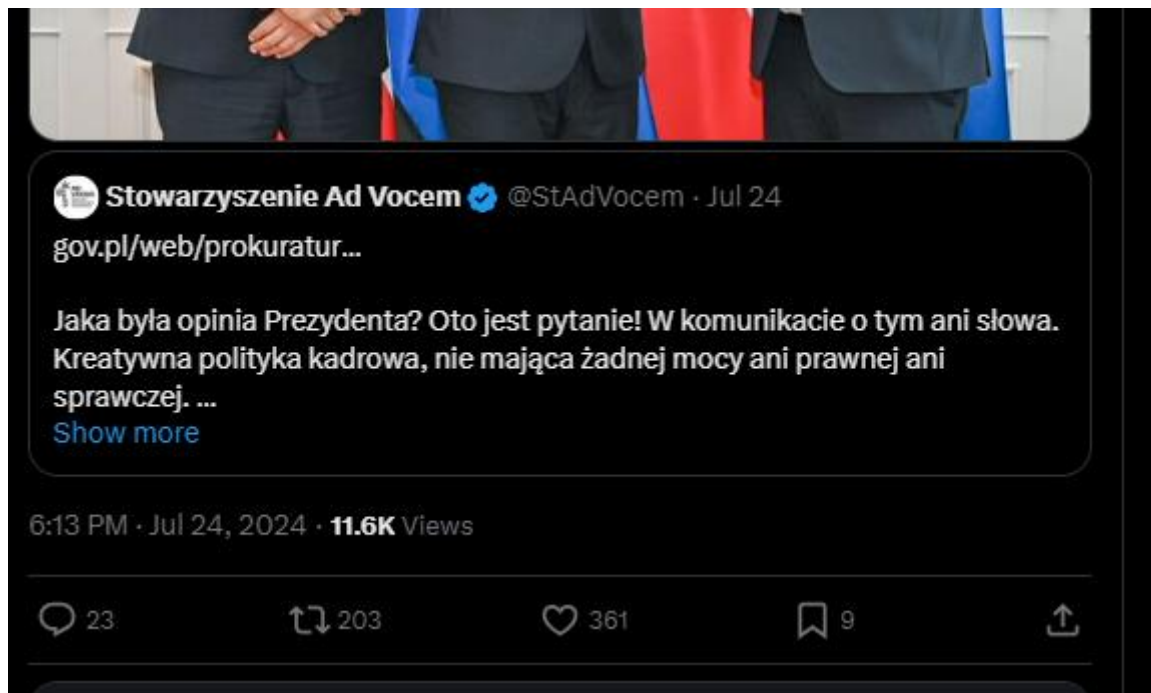 Stowarzyszenie Ad Vocem @StAdVocem · Jul 24
gov.pl/web/prokuratur...
Jaka była opinia Prezydenta? Oto jest pytanie! W komunikacie o tym ani słowa.
Kreatywna polityka kadrowa, nie mająca żadnej mocy ani prawnej ani
sprawczej. ...
Show more
6:13 PM · Jul 24, 2024 · 11.6K Views
23 203 361 9